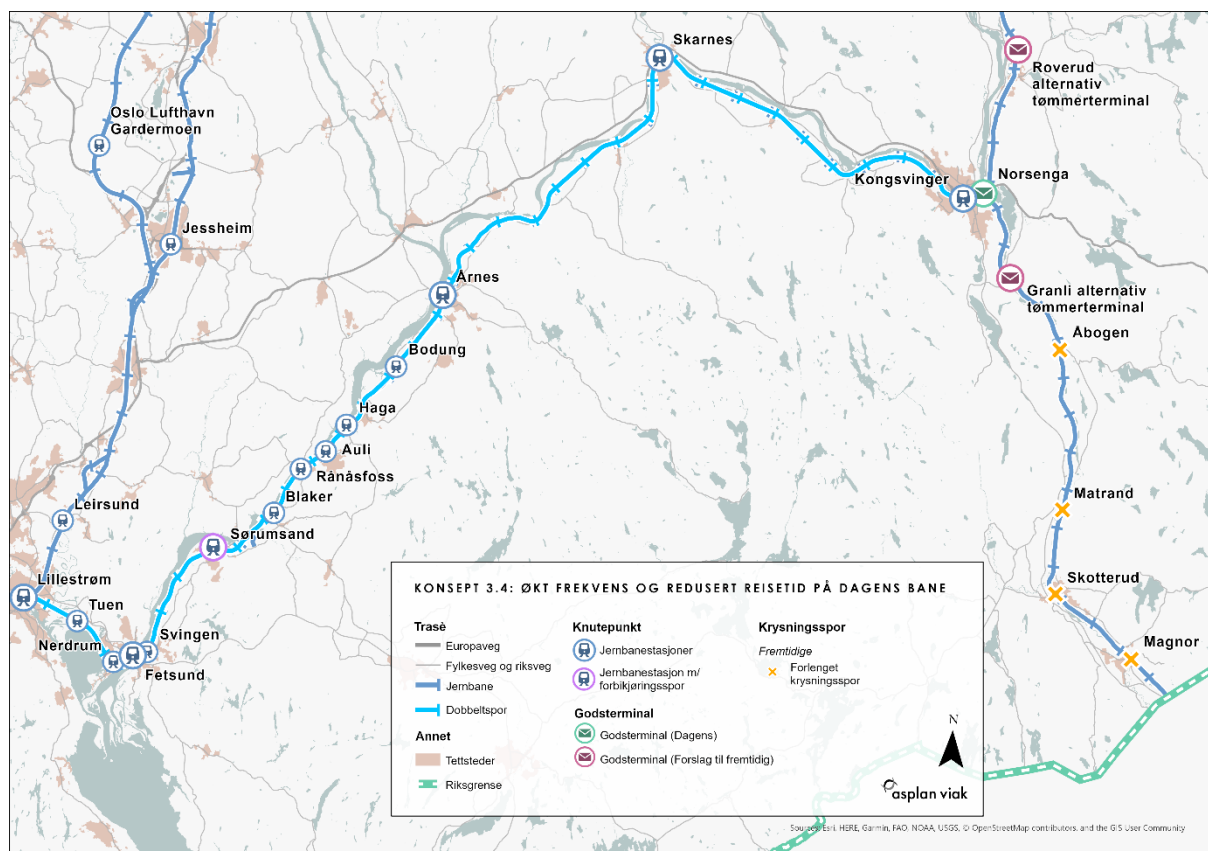 Skarnes
Roverud
alternativ
tømmerterminal
Oslo Lufthavn
Gardermoen
Kongsvinger
Norsenga
Jessheim
Granli alternativ
tømmerterminal
Årnes
Åbogen
Bodung
Haga
Auli
Rånåsfoss
Blaker
Leirsund
Sørumsand
Matrand
Lillestrøm
Tuen
Skotterud
Svingen
Nerdrum
Fetsund
Magnor
KONSEPT 3.4: ØKT FREKVENS OG REDUSERT REISETID PÅ DAGENS BANE
Trasè
Europaveg
Fylkesveg og riksveg
Jernbane
Dobbeltspor
Annet
Tettsteder
Riksgrense
Knutepunkt
Jernbanestasjoner
Jernbanestasjon m/
forbikjøringsspor
Godsterminal
Godsterminal (Dagens)
Godsterminal (Forslag til fremtidig)
Krysningsspor
Fremtidige
Forlenget
krysningsspor
N
asplan viak
Sources: Esri, HERE, Garmin, FAO, NOAA, USGS, © OpenStreetMap contributors, and the GIS User Community